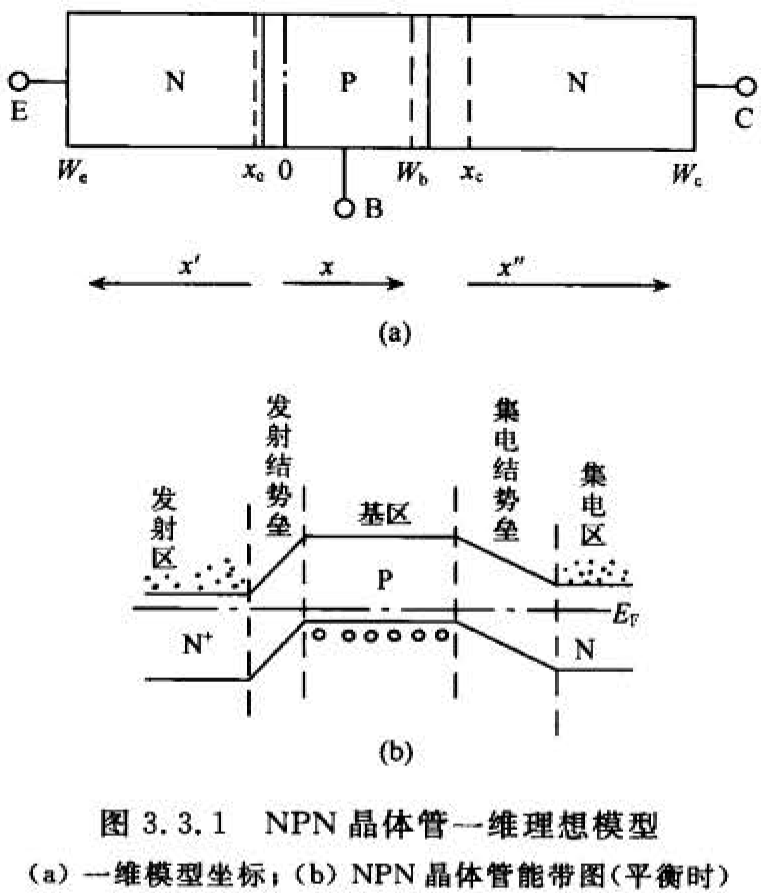 N P N
E C
W_e x_e 0 W_b x_c W_c
B
x′ x x″
(a)
发射区
发射结势垒
基区
集电结势垒
集电区
P
E_F
N⁺ N
(b)
图 3.3.1 NPN 晶体管一维理想模型
(a) 一维模型坐标；(b) NPN 晶体管能带图(平衡时)